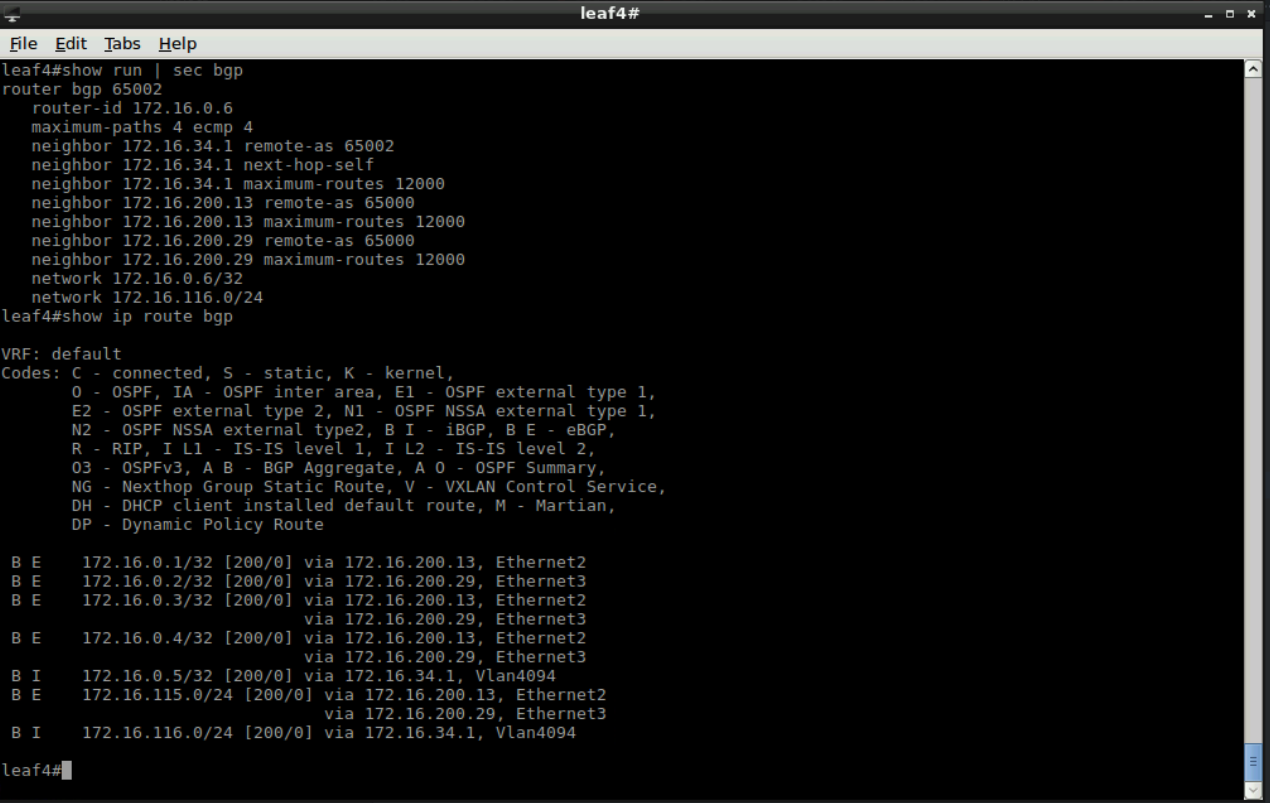 leaf4#
File Edit Tabs Help
leaf4#show run | sec bgp
router bgp 65002
   router-id 172.16.0.6
   maximum-paths 4 ecmp 4
   neighbor 172.16.34.1 remote-as 65002
   neighbor 172.16.34.1 next-hop-self
   neighbor 172.16.34.1 maximum-routes 12000
   neighbor 172.16.200.13 remote-as 65000
   neighbor 172.16.200.13 maximum-routes 12000
   neighbor 172.16.200.29 remote-as 65000
   neighbor 172.16.200.29 maximum-routes 12000
   network 172.16.0.6/32
   network 172.16.116.0/24
leaf4#show ip route bgp

VRF: default
Codes: C - connected, S - static, K - kernel,
       O - OSPF, IA - OSPF inter area, E1 - OSPF external type 1,
       E2 - OSPF external type 2, N1 - OSPF NSSA external type 1,
       N2 - OSPF NSSA external type2, B I - iBGP, B E - eBGP,
       R - RIP, I L1 - IS-IS level 1, I L2 - IS-IS level 2,
       O3 - OSPFv3, A B - BGP Aggregate, A O - OSPF Summary,
       NG - Nexthop Group Static Route, V - VXLAN Control Service,
       DH - DHCP client installed default route, M - Martian,
       DP - Dynamic Policy Route

 B E    172.16.0.1/32 [200/0] via 172.16.200.13, Ethernet2
 B E    172.16.0.2/32 [200/0] via 172.16.200.29, Ethernet3
 B E    172.16.0.3/32 [200/0] via 172.16.200.13, Ethernet2
                              via 172.16.200.29, Ethernet3
 B E    172.16.0.4/32 [200/0] via 172.16.200.13, Ethernet2
                              via 172.16.200.29, Ethernet3
 B I    172.16.0.5/32 [200/0] via 172.16.34.1, Vlan4094
 B E    172.16.115.0/24 [200/0] via 172.16.200.13, Ethernet2
                                via 172.16.200.29, Ethernet3
 B I    172.16.116.0/24 [200/0] via 172.16.34.1, Vlan4094

leaf4#